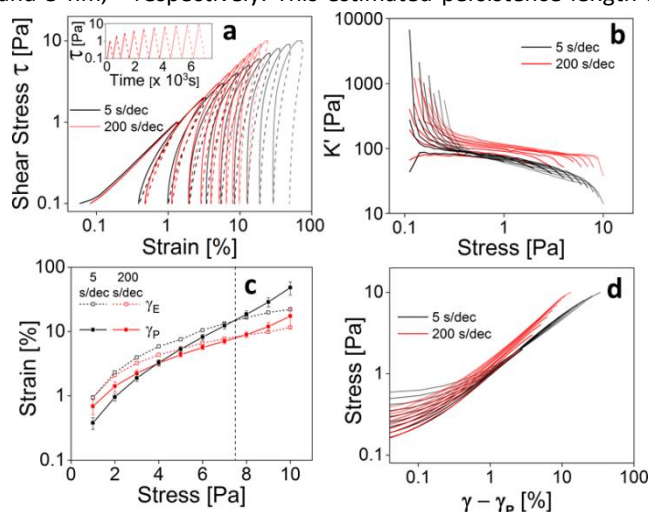 nm, respectively. This estimated persistence length
a
τ [Pa]
10
1
0.1
0 2 4 6
Time [x 10³s]
Shear Stress τ [Pa]
10
1
0.1
5 s/dec
200 s/dec
0.1 1 10 100
Strain [%]
b
K' [Pa]
10000
1000
100
10
5 s/dec
200 s/dec
0.1 1 10
Stress [Pa]
c
Strain [%]
100
10
1
0.1
5 200
s/dec s/dec
γE
γP
0 2 4 6 8 10
Stress [Pa]
d
Stress [Pa]
10
1
0.1
5 s/dec
200 s/dec
0.1 1 10 100
γ − γP [%]